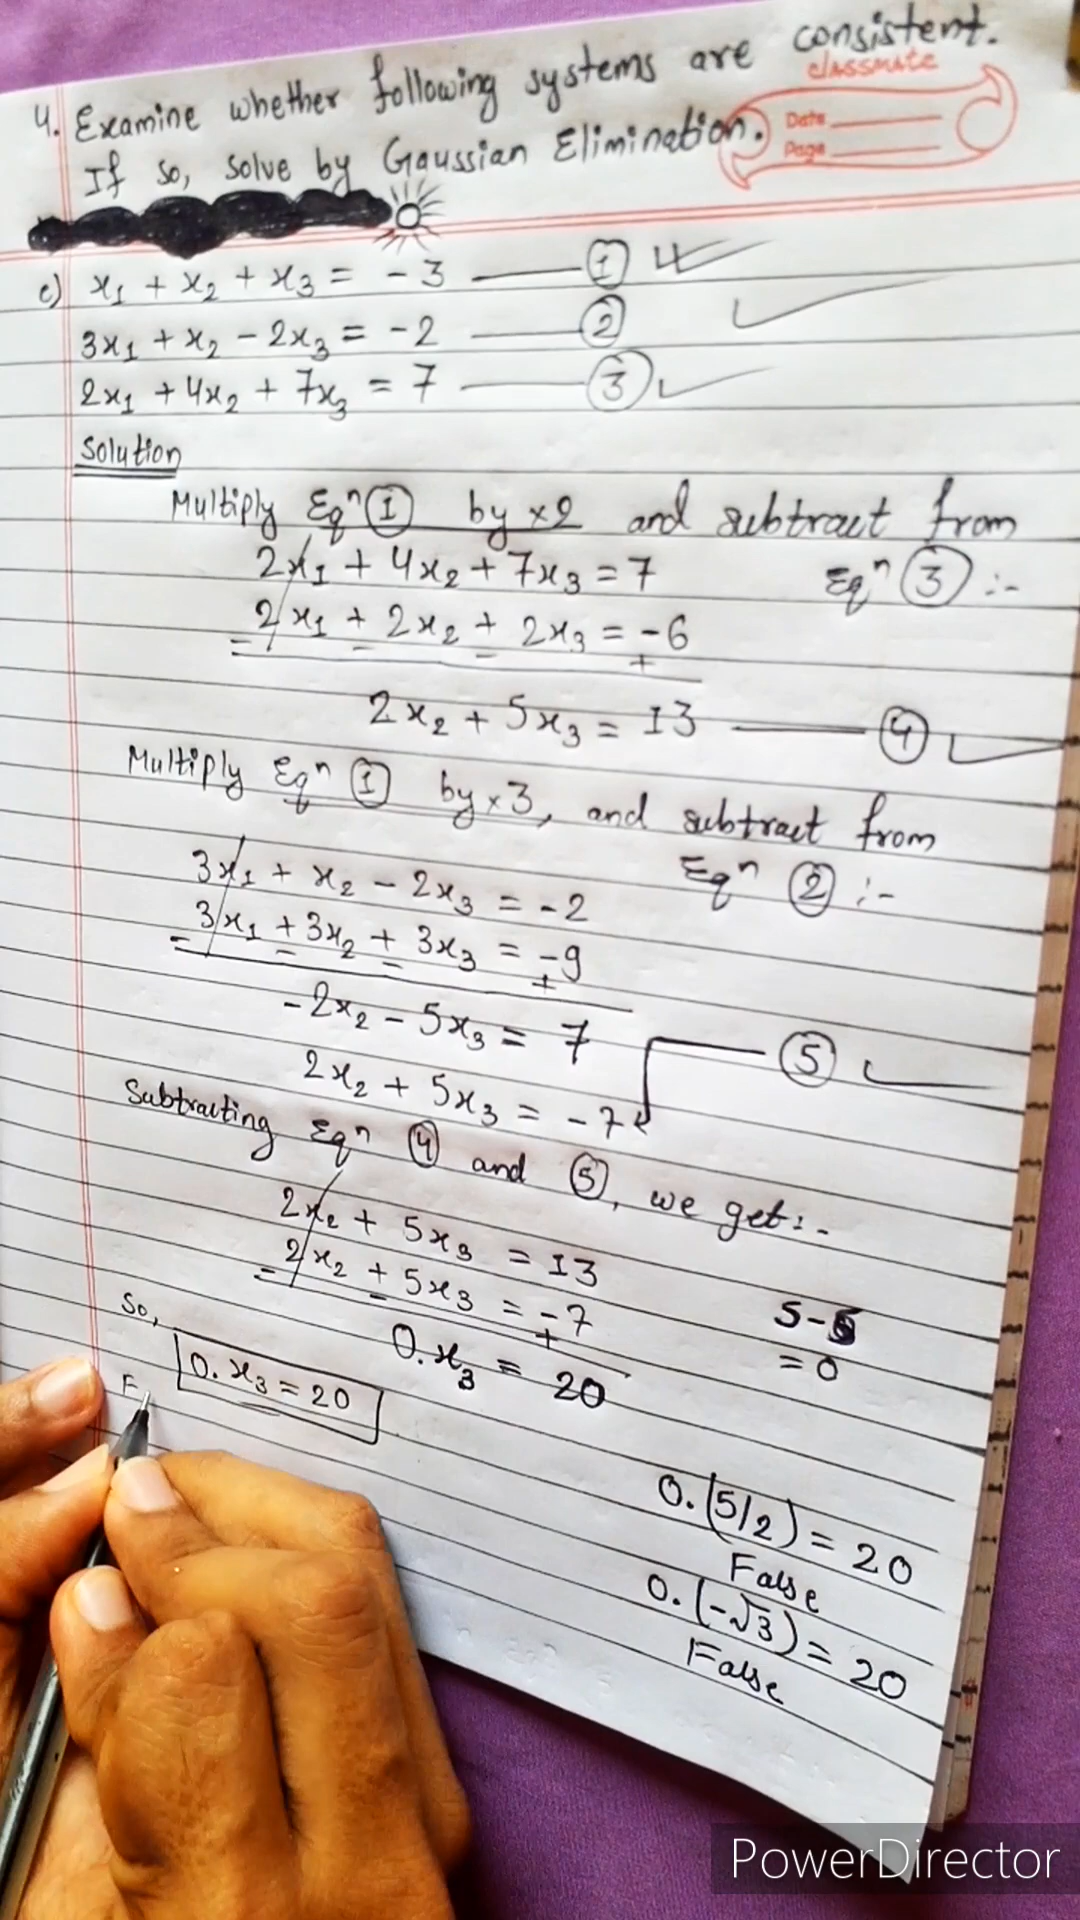 4. Examine whether following systems are consistent.
If so, solve by Gaussian Elimination.
classmate
Date
Page
c) x₁ + x₂ + x₃ = -3 ——— ①
3x₁ + x₂ - 2x₃ = -2 ——— ②
2x₁ + 4x₂ + 7x₃ = 7 ——— ③
Solution
Multiply Eqⁿ ① by ×2 and subtract from
Eqⁿ ③ :-
2x₁ + 4x₂ + 7x₃ = 7
2x₁ + 2x₂ + 2x₃ = -6
- - - +
2x₂ + 5x₃ = 13 ——— ④
Multiply Eqⁿ ① by ×3, and subtract from
Eqⁿ ② :-
3x₁ + x₂ - 2x₃ = -2
3x₁ + 3x₂ + 3x₃ = -9
- - - +
-2x₂ - 5x₃ = 7
2x₂ + 5x₃ = -7 ——— ⑤
Subtracting Eqⁿ ④ and ⑤, we get :-
2x₂ + 5x₃ = 13
2x₂ + 5x₃ = -7
- - +
0.x₃ = 20
5-5
= 0
So,
0.x₃ = 20
F
0.(5/2) = 20
False
0.(-√3) = 20
False
PowerDirector